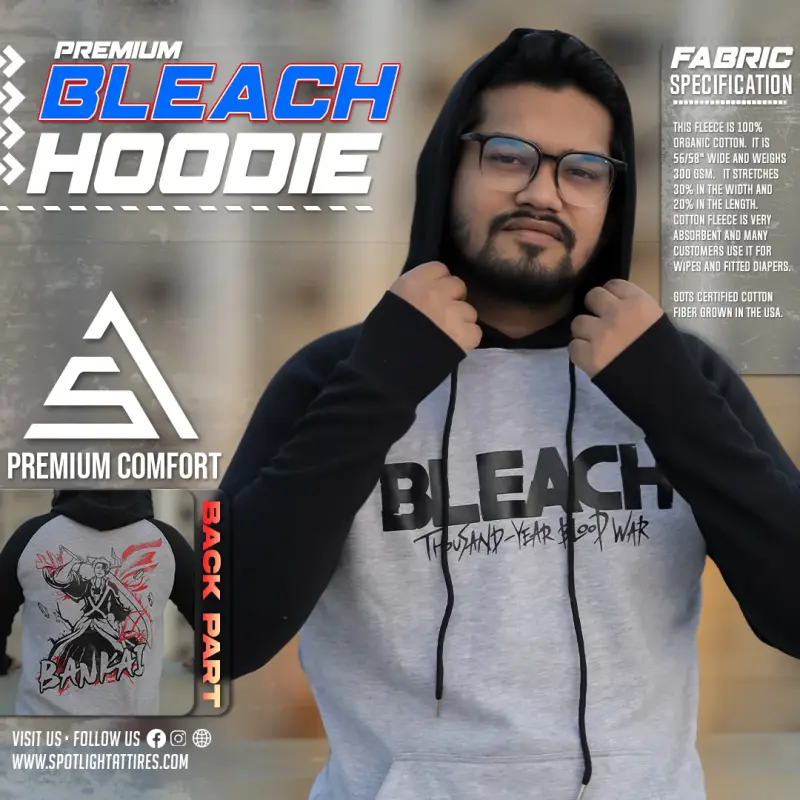 PREMIUM
BLEACH
HOODIE
FABRIC
SPECIFICATION
THIS FLEECE IS 100%
ORGANIC COTTON. IT IS
56/58" WIDE AND WEIGHS
300 GSM. IT STRETCHES
30% IN THE WIDTH AND
20% IN THE LENGTH.
COTTON FLEECE IS VERY
ABSORBENT AND MANY
CUSTOMERS USE IT FOR
WIPES AND FITTED DIAPERS.
GOTS CERTIFIED COTTON
FIBER GROWN IN THE USA.
PREMIUM COMFORT
BLEACH
THOUSAND-YEAR BLOOD WAR
BACK PART
BANKAI
VISIT US • FOLLOW US
WWW.SPOTLIGHTATTIRES.COM